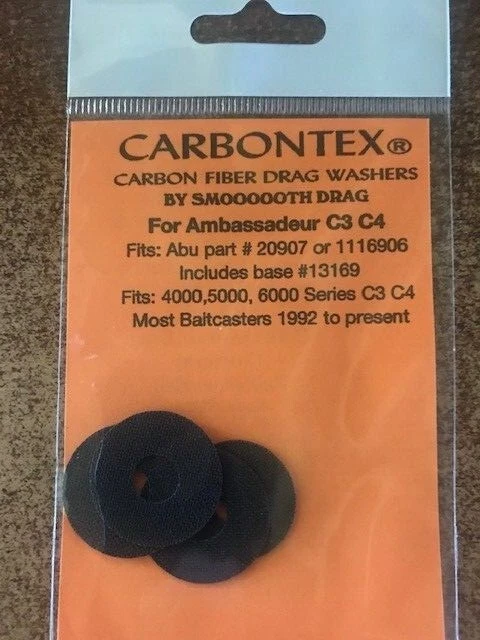 CARBONTEX®
CARBON FIBER DRAG WASHERS
BY SMOOOOOTH DRAG
For Ambassadeur C3 C4
Fits: Abu part # 20907 or 1116906
Includes base #13169
Fits: 4000,5000, 6000 Series C3 C4
Most Baitcasters 1992 to present